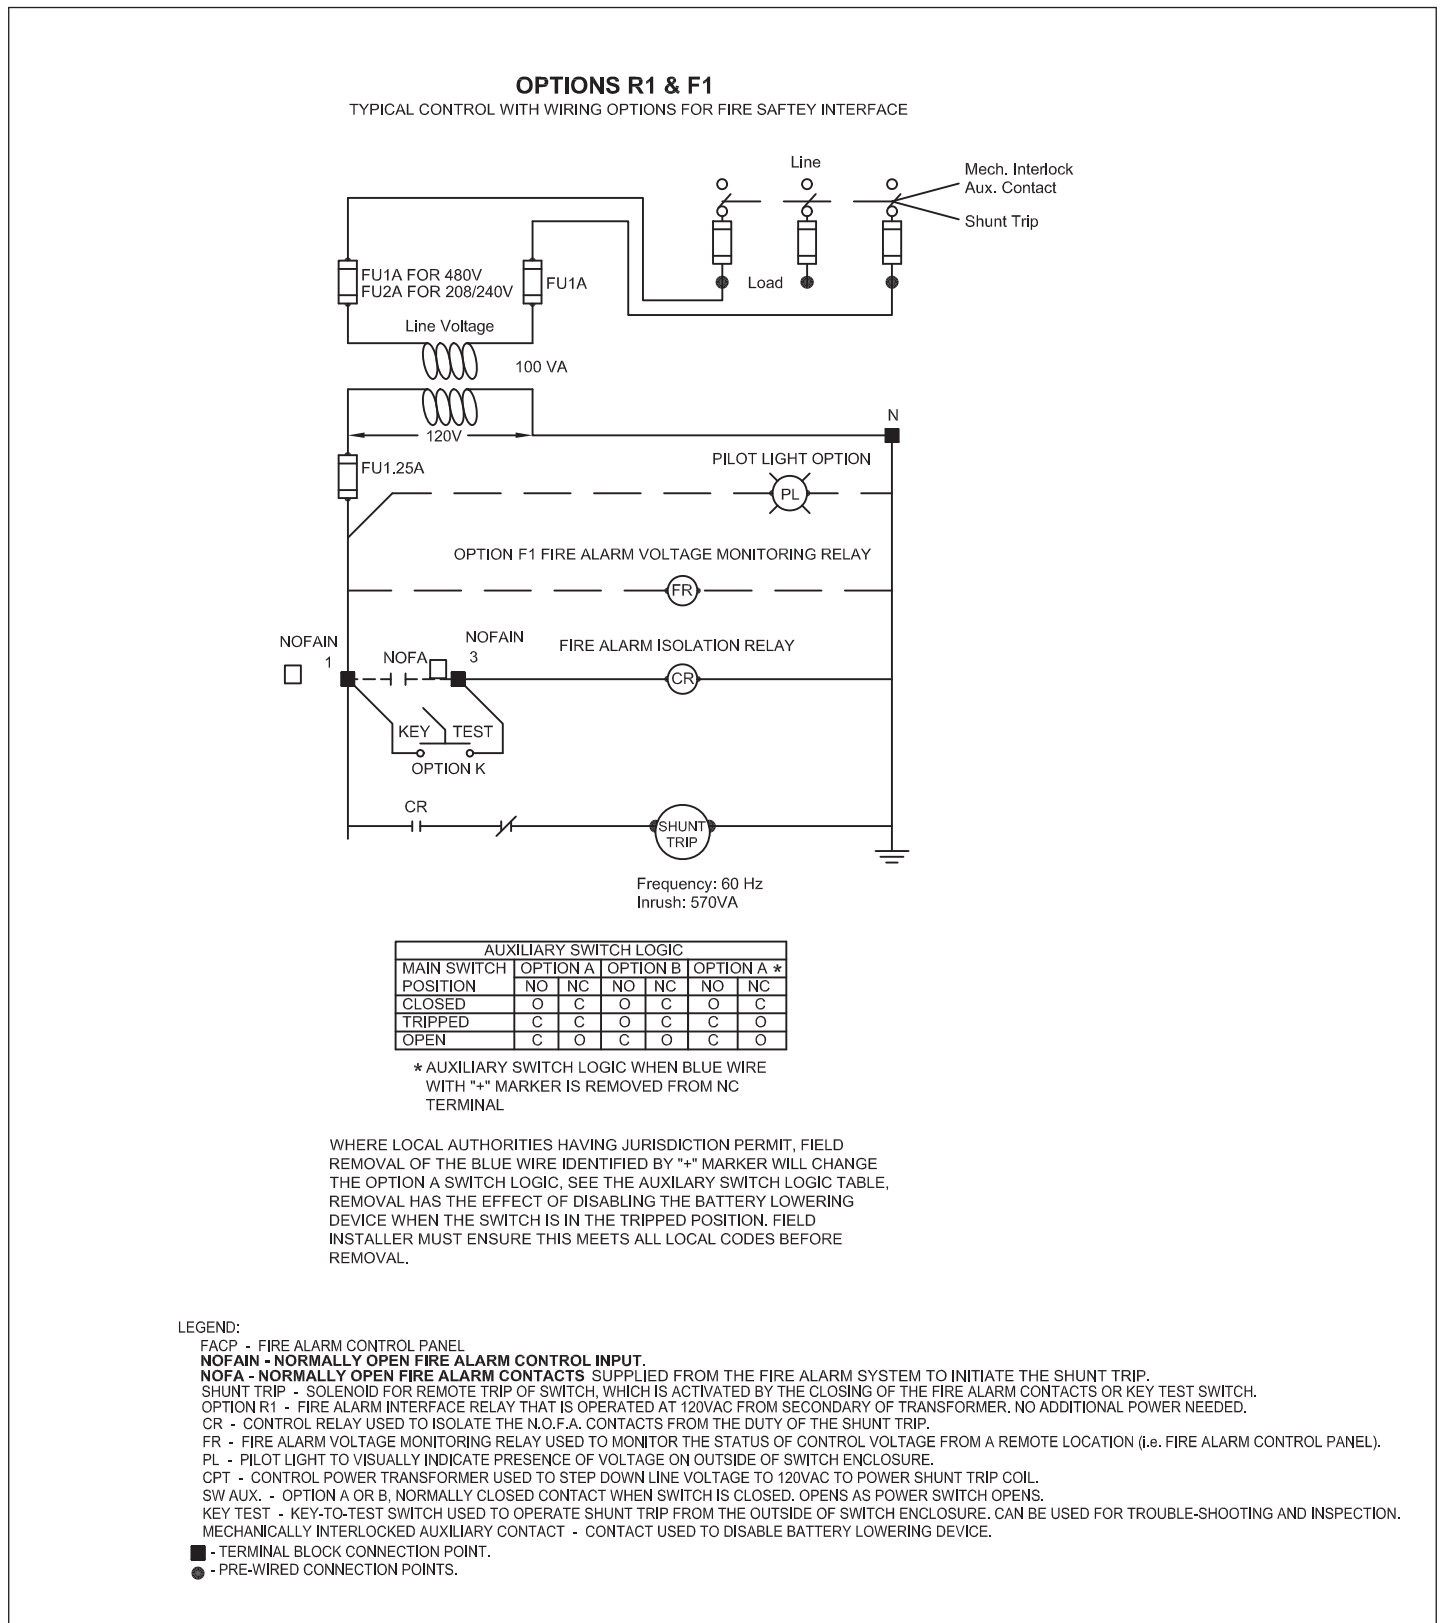 OPTIONS R1 & F1
TYPICAL CONTROL WITH WIRING OPTIONS FOR FIRE SAFTEY INTERFACE
Line
Mech. Interlock
Aux. Contact
Shunt Trip
FU1A FOR 480V
FU2A FOR 208/240V
FU1A
Load
Line Voltage
100 VA
N
120V
FU1.25A
PILOT LIGHT OPTION
PL
OPTION F1 FIRE ALARM VOLTAGE MONITORING RELAY
FR
NOFAIN
1
NOFA
NOFAIN
3
FIRE ALARM ISOLATION RELAY
CR
KEY TEST
OPTION K
CR
SHUNT
TRIP
Frequency: 60 Hz
Inrush: 570VA
AUXILIARY SWITCH LOGIC
MAIN SWITCH OPTION A OPTION B OPTION A *
POSITION NO NC NO NC NO NC
CLOSED O C O C O C
TRIPPED C C O C C O
OPEN C O C O C O
* AUXILIARY SWITCH LOGIC WHEN BLUE WIRE
WITH "+" MARKER IS REMOVED FROM NC
TERMINAL
WHERE LOCAL AUTHORITIES HAVING JURISDICTION PERMIT, FIELD
REMOVAL OF THE BLUE WIRE IDENTIFIED BY "+" MARKER WILL CHANGE
THE OPTION A SWITCH LOGIC, SEE THE AUXILARY SWITCH LOGIC TABLE,
REMOVAL HAS THE EFFECT OF DISABLING THE BATTERY LOWERING
DEVICE WHEN THE SWITCH IS IN THE TRIPPED POSITION. FIELD
INSTALLER MUST ENSURE THIS MEETS ALL LOCAL CODES BEFORE
REMOVAL.
LEGEND:
FACP - FIRE ALARM CONTROL PANEL
NOFAIN - NORMALLY OPEN FIRE ALARM CONTROL INPUT.
NOFA - NORMALLY OPEN FIRE ALARM CONTACTS SUPPLIED FROM THE FIRE ALARM SYSTEM TO INITIATE THE SHUNT TRIP.
SHUNT TRIP - SOLENOID FOR REMOTE TRIP OF SWITCH, WHICH IS ACTIVATED BY THE CLOSING OF THE FIRE ALARM CONTACTS OR KEY TEST SWITCH.
OPTION R1 - FIRE ALARM INTERFACE RELAY THAT IS OPERATED AT 120VAC FROM SECONDARY OF TRANSFORMER. NO ADDITIONAL POWER NEEDED.
CR - CONTROL RELAY USED TO ISOLATE THE N.O.F.A. CONTACTS FROM THE DUTY OF THE SHUNT TRIP.
FR - FIRE ALARM VOLTAGE MONITORING RELAY USED TO MONITOR THE STATUS OF CONTROL VOLTAGE FROM A REMOTE LOCATION (i.e. FIRE ALARM CONTROL PANEL).
PL - PILOT LIGHT TO VISUALLY INDICATE PRESENCE OF VOLTAGE ON OUTSIDE OF SWITCH ENCLOSURE.
CPT - CONTROL POWER TRANSFORMER USED TO STEP DOWN LINE VOLTAGE TO 120VAC TO POWER SHUNT TRIP COIL.
SW AUX. - OPTION A OR B, NORMALLY CLOSED CONTACT WHEN SWITCH IS CLOSED. OPENS AS POWER SWITCH OPENS.
KEY TEST - KEY-TO-TEST SWITCH USED TO OPERATE SHUNT TRIP FROM THE OUTSIDE OF SWITCH ENCLOSURE. CAN BE USED FOR TROUBLE-SHOOTING AND INSPECTION.
MECHANICALLY INTERLOCKED AUXILIARY CONTACT - CONTACT USED TO DISABLE BATTERY LOWERING DEVICE.
- TERMINAL BLOCK CONNECTION POINT.
- PRE-WIRED CONNECTION POINTS.